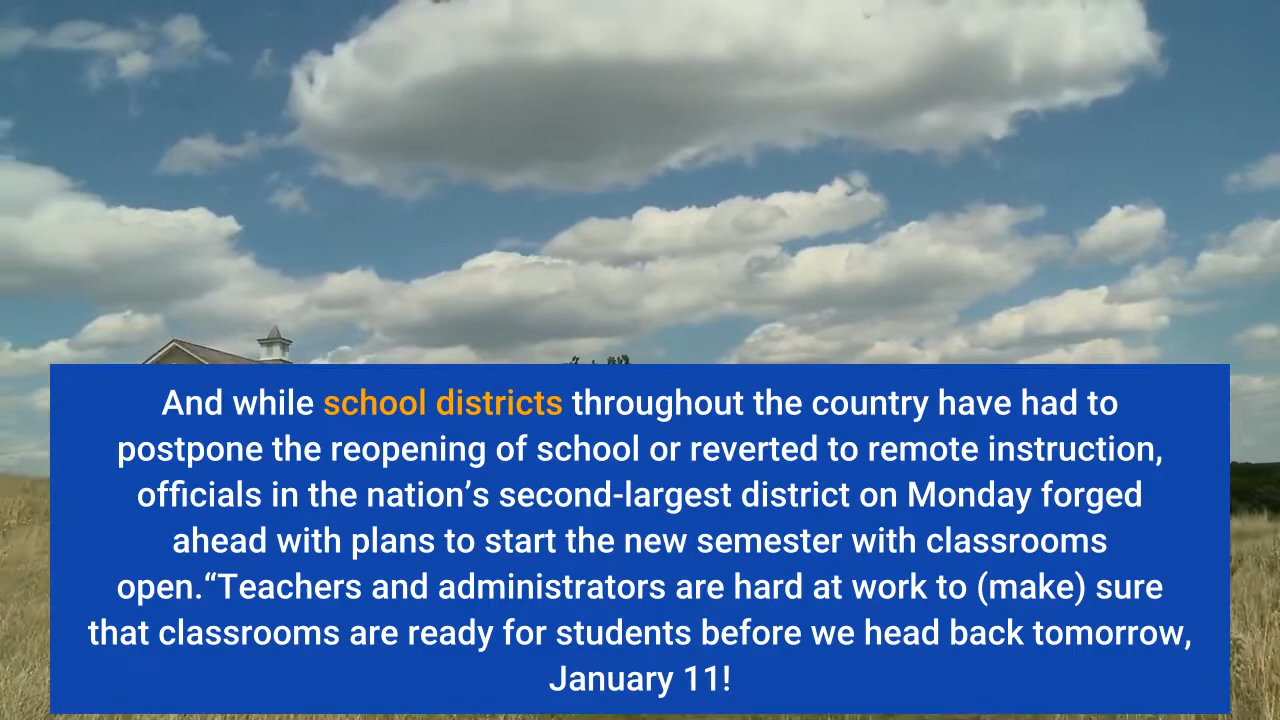 And while school districts throughout the country have had to
postpone the reopening of school or reverted to remote instruction,
officials in the nation’s second-largest district on Monday forged
ahead with plans to start the new semester with classrooms
open.“Teachers and administrators are hard at work to (make) sure
that classrooms are ready for students before we head back tomorrow,
January 11!